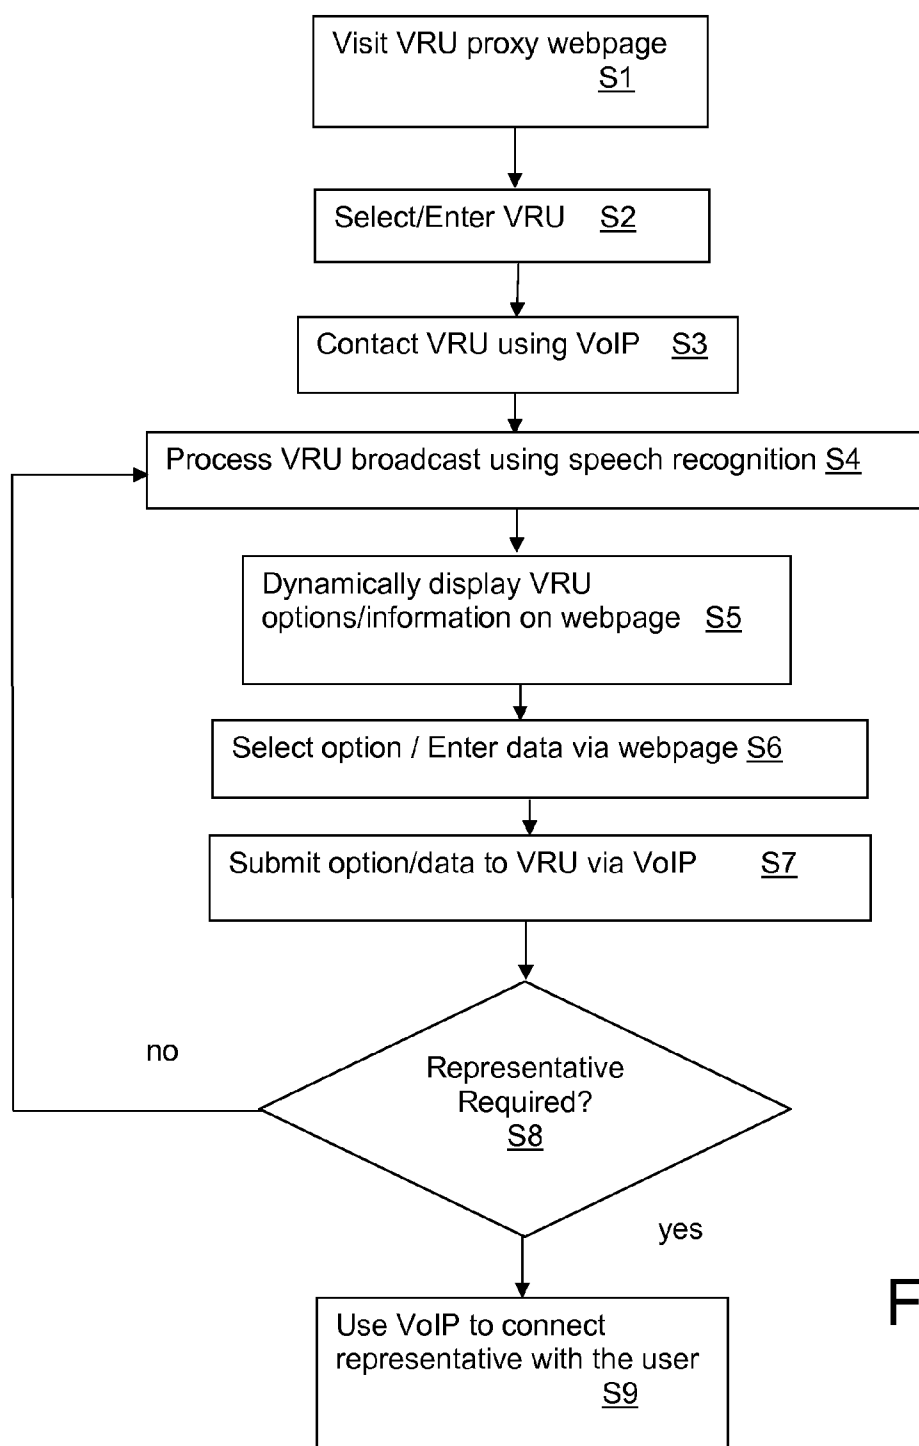 Visit VRU proxy webpage
S1
Select/Enter VRU S2
Contact VRU using VoIP S3
Process VRU broadcast using speech recognition S4
Dynamically display VRU
options/information on webpage S5
Select option / Enter data via webpage S6
Submit option/data to VRU via VoIP S7
no
Representative
Required?
S8
yes
F
Use VoIP to connect
representative with the user
S9